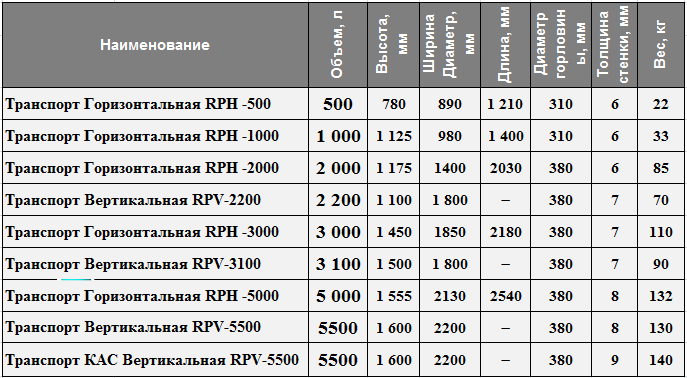 Наименование Объем, л Высота, мм Ширина Диаметр, мм Длина, мм Диаметр горловин ы, мм Толщина стенки, мм Вес, кг
Транспорт Горизонтальная RPH -500 500 780 890 1 210 310 6 22
Транспорт Горизонтальная RPH -1000 1 000 1 125 980 1 400 310 6 33
Транспорт Горизонтальная RPH -2000 2 000 1 175 1400 2030 380 6 85
Транспорт Вертикальная RPV-2200 2 200 1 100 1 800 – 380 7 70
Транспорт Горизонтальная RPH -3000 3 000 1 450 1850 2180 380 7 110
Транспорт Вертикальная RPV-3100 3 100 1 500 1 800 – 380 7 90
Транспорт Горизонтальная RPH -5000 5 000 1 555 2130 2540 380 8 132
Транспорт Вертикальная RPV-5500 5500 1 600 2200 – 380 8 130
Транспорт КАС Вертикальная RPV-5500 5500 1 600 2200 – 380 9 140